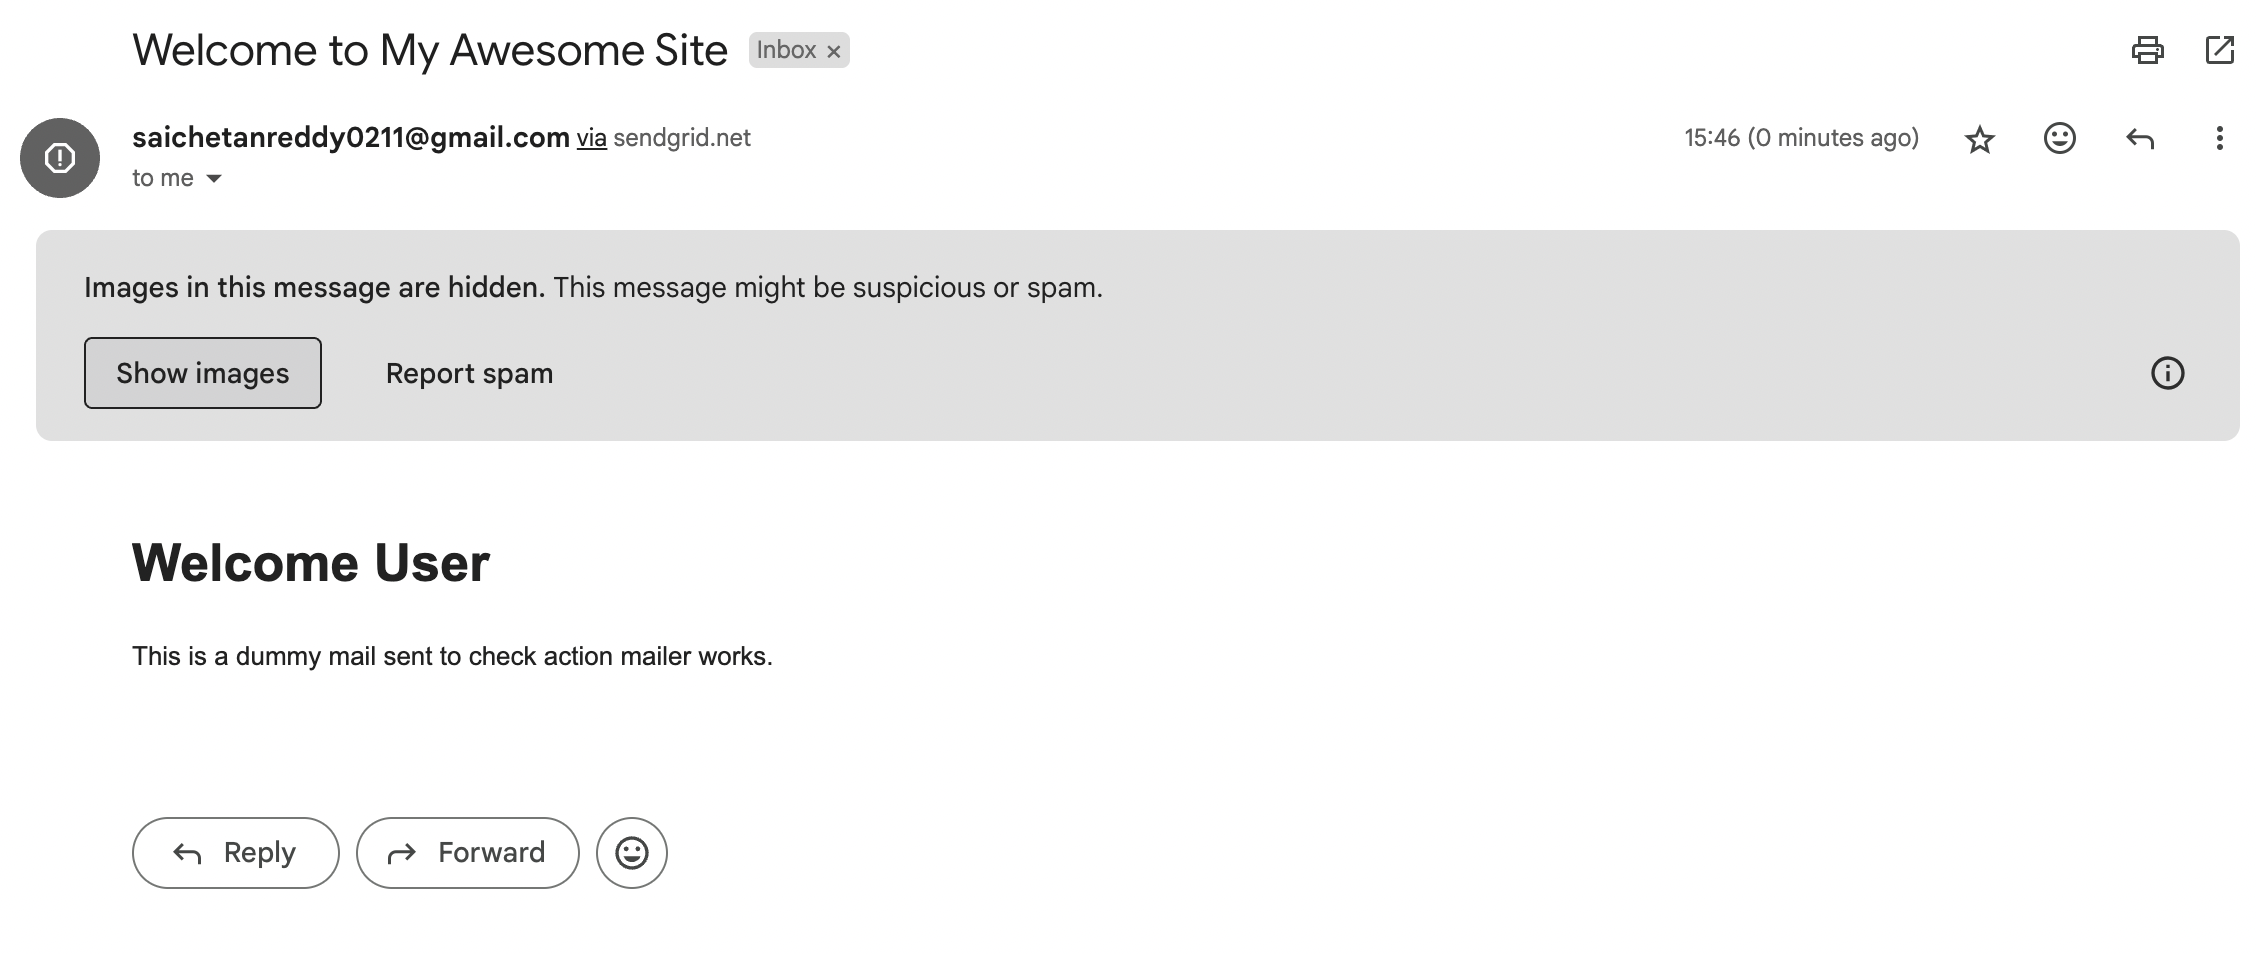 Welcome to My Awesome Site Inbox ×
saichetanreddy0211@gmail.com via sendgrid.net 15:46 (0 minutes ago)
to me
Images in this message are hidden. This message might be suspicious or spam.
Show images Report spam
Welcome User
This is a dummy mail sent to check action mailer works.
Reply Forward